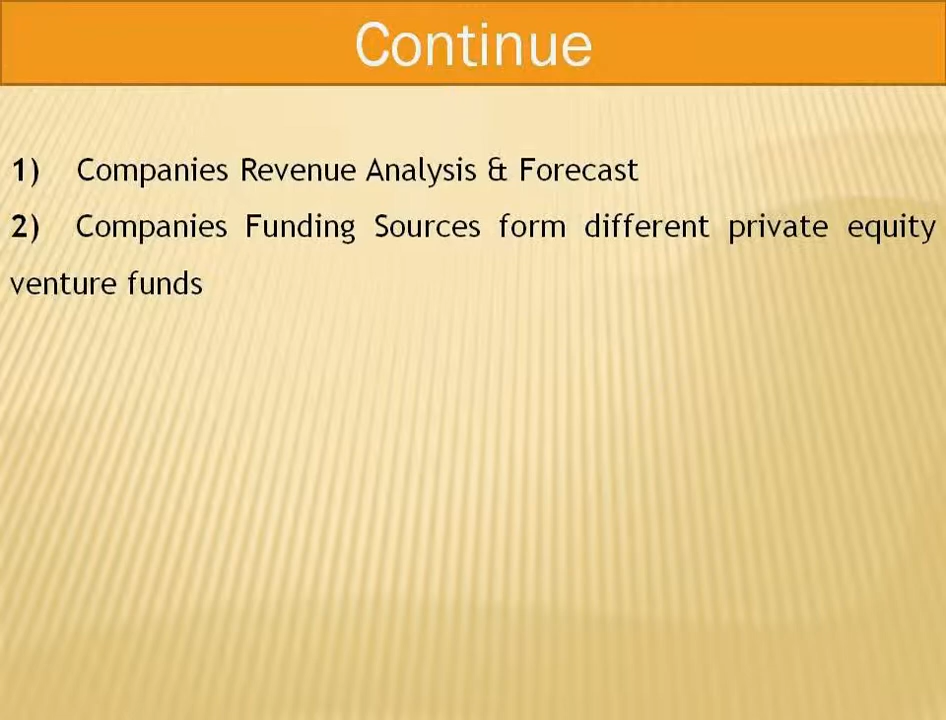 Continue
1) Companies Revenue Analysis & Forecast
2) Companies Funding Sources form different private equity
venture funds